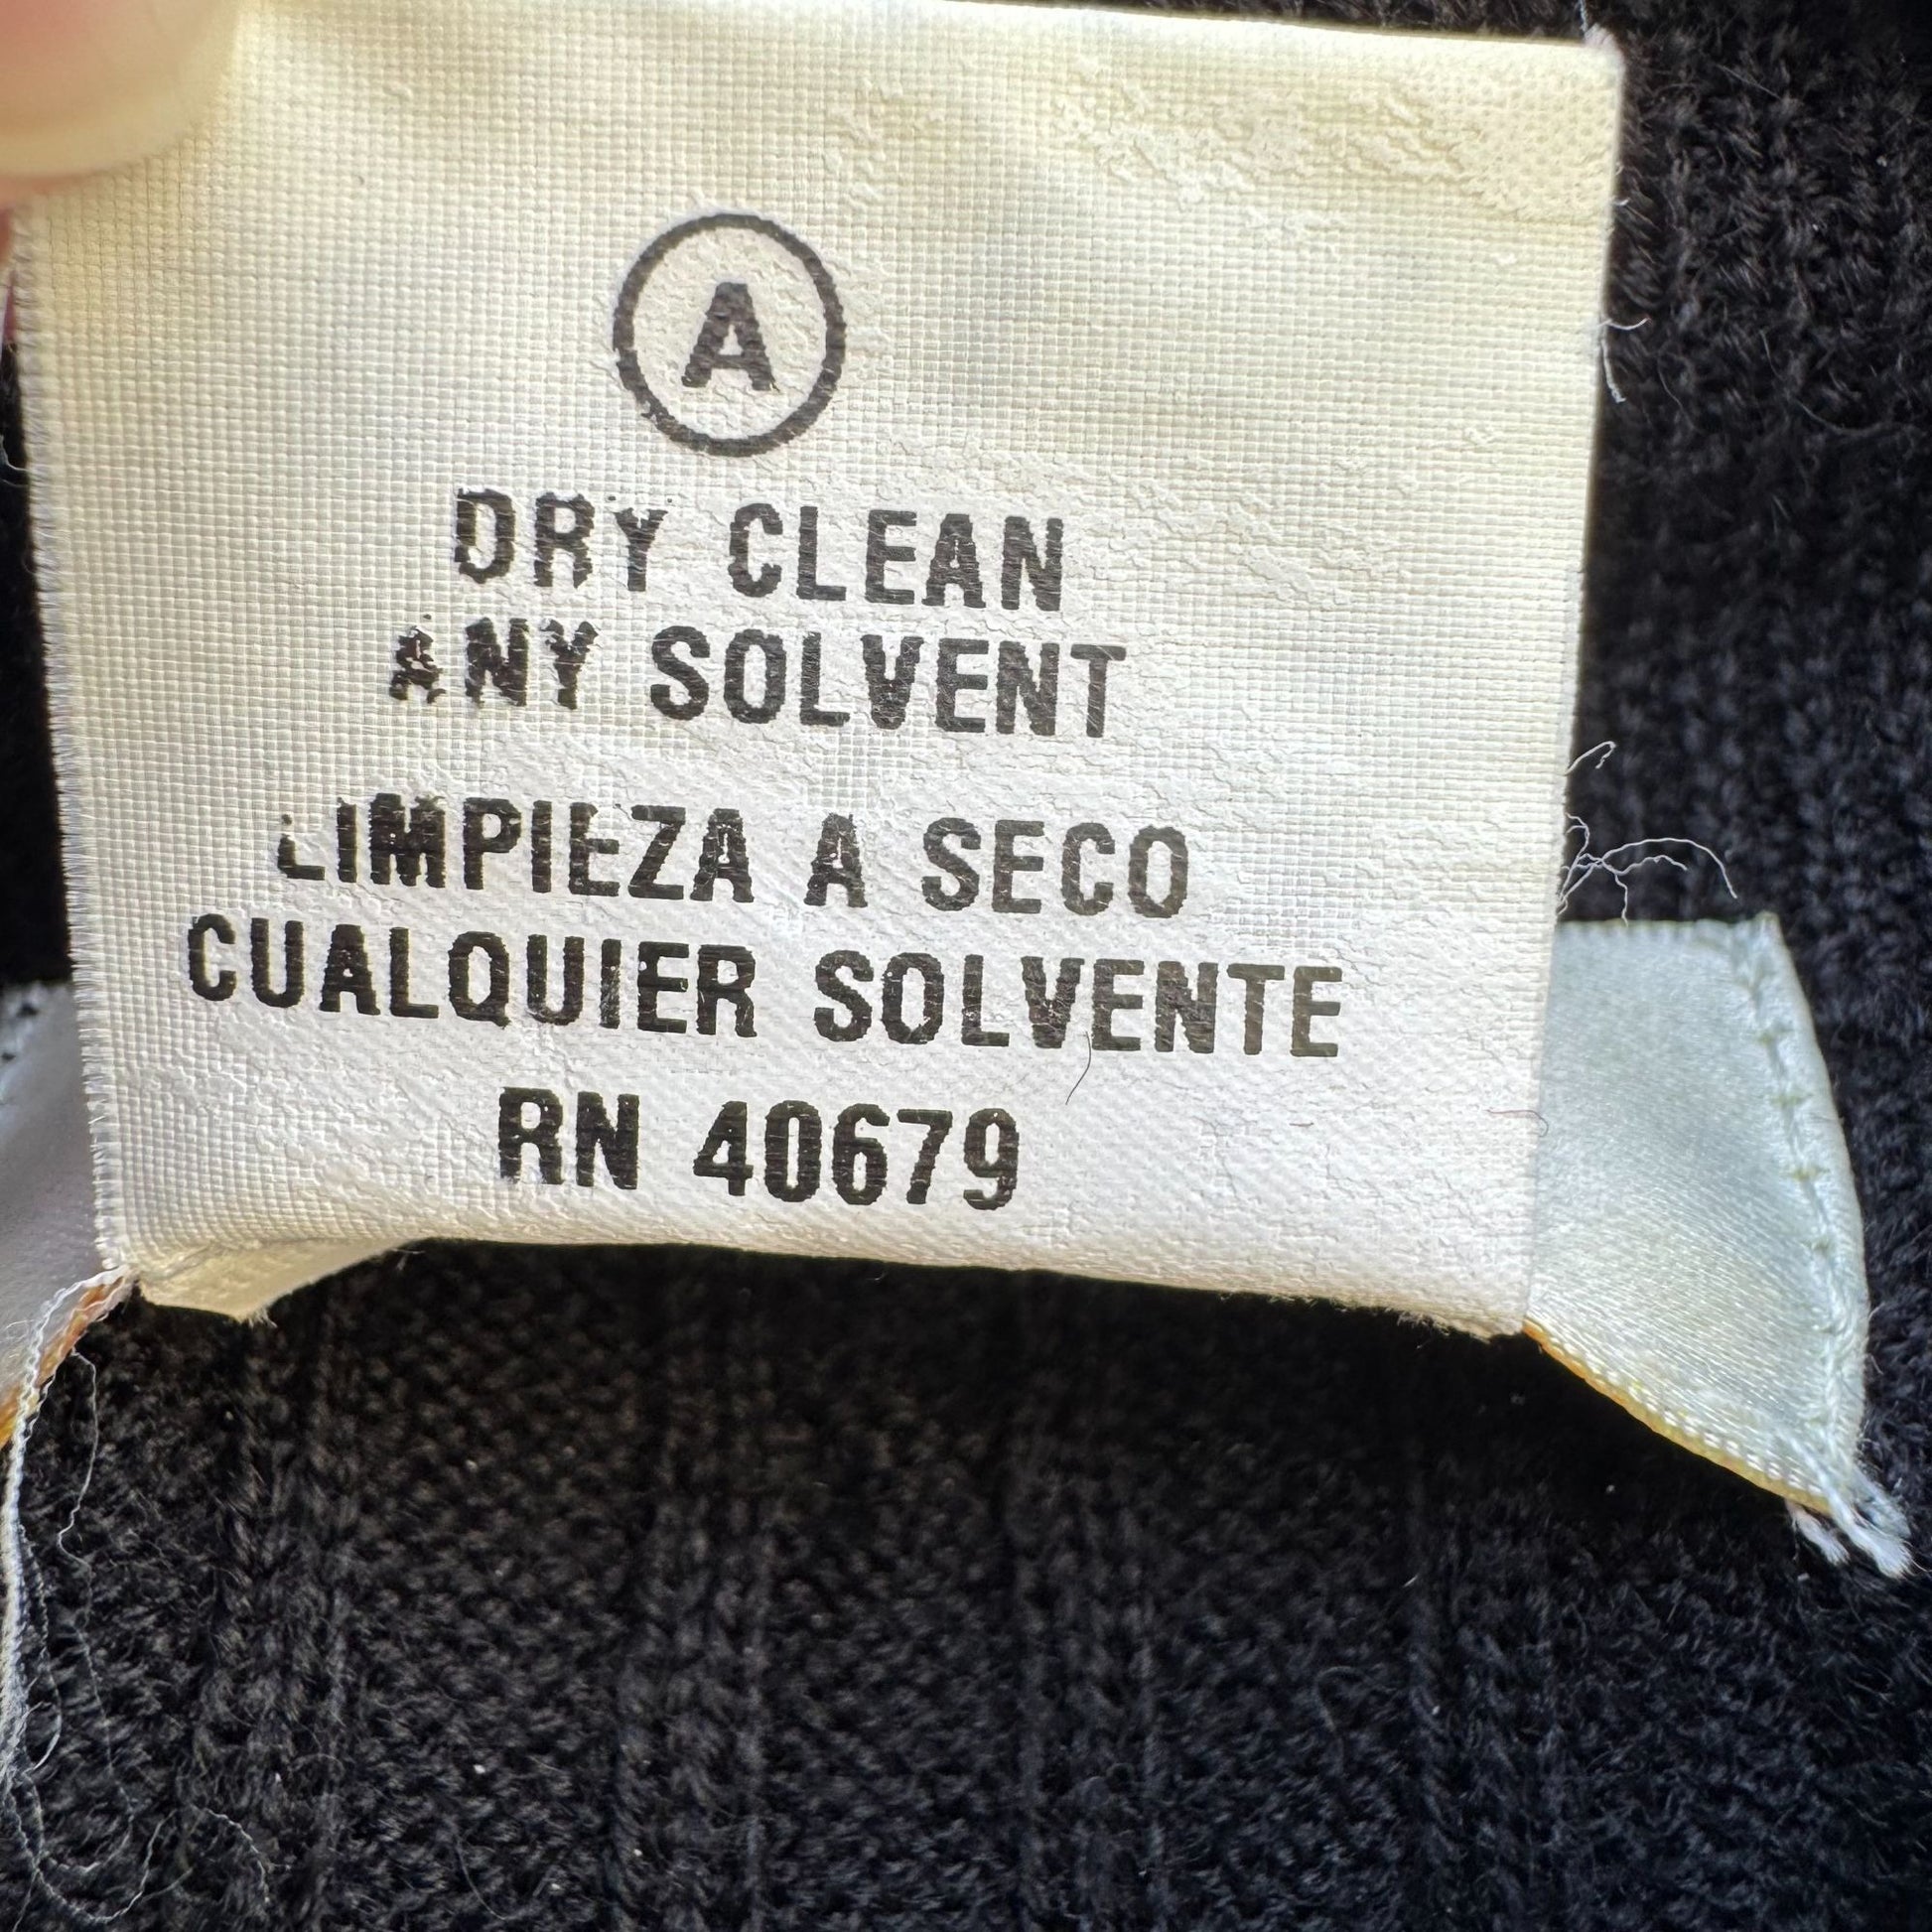 A
DRY CLEAN
ANY SOLVENT
LIMPIEZA A SECO
CUALQUIER SOLVENTE
RN 40679